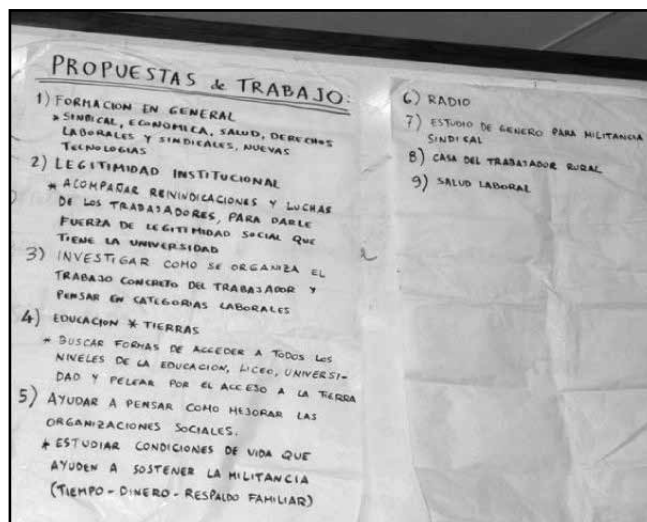 PROPUESTAS de TRABAJO:
1) FORMACION EN GENERAL
* SINDICAL, ECONOMICA, SALUD, DERECHOS
LABORALES Y SINDICALES, NUEVAS
TECNOLOGIAS
2) LEGITIMIDAD INSTITUCIONAL
* ACOMPAÑAR REIVINDICACIONES Y LUCHAS
DE LOS TRABAJADORES, PARA DARLE
FUERZA DE LEGITIMIDAD SOCIAL QUE
TIENE LA UNIVERSIDAD
3) INVESTIGAR COMO SE ORGANIZA EL
TRABAJO CONCRETO DEL TRABAJADOR Y
PENSAR EN CATEGORIAS LABORALES
4) EDUCACION * TIERRAS
* BUSCAR FORMAS DE ACCEDER A TODOS LOS
NIVELES DE LA EDUCACION, LICEO, UNIVERSI-
DAD Y PELEAR POR EL ACCESO A LA TIERRA
5) AYUDAR A PENSAR COMO MEJORAR LAS
ORGANIZACIONES SOCIALES.
* ESTUDIAR CONDICIONES DE VIDA QUE
AYUDEN A SOSTENER LA MILITANCIA
(TIEMPO - DINERO - RESPALDO FAMILIAR)
6) RADIO
7) ESTUDIO DE GENERO PARA MILITANCIA
SINDICAL
8) CASA DEL TRABAJADOR RURAL
9) SALUD LABORAL